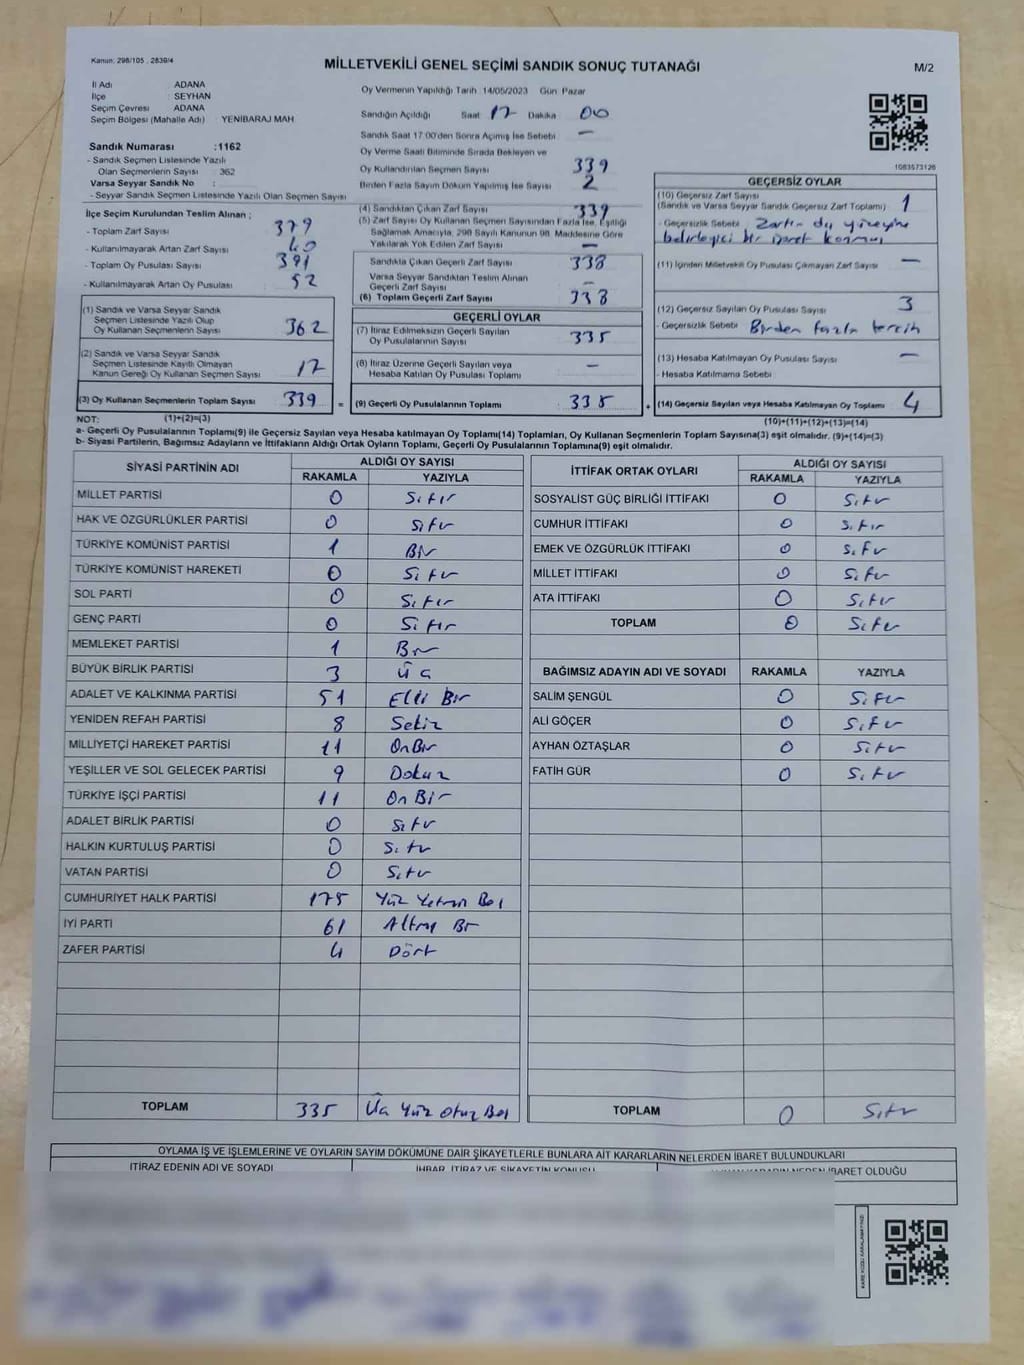 Kanun: 298/105 , 2839/4
MİLLETVEKİLİ GENEL SEÇİMİ SANDIK SONUÇ TUTANAĞI
M/2
İl Adı : ADANA
İlçe : SEYHAN
Seçim Çevresi : ADANA
Seçim Bölgesi (Mahalle Adı) : YENİBARAJ MAH
Oy Vermenin Yapıldığı Tarih 14/05/2023 Gün Pazar
Sandığın Açıldığı Saat 17 Dakika 00
Sandık Saat 17:00'den Sonra Açılmış İse Sebebi —
Oy Verme Saati Bitiminde Sırada Bekleyen ve
Oy Kullandırılan Seçmen Sayısı 339
Birden Fazla Sayım Döküm Yapılmış İse Sayısı 2
1083573126
Sandık Numarası :1162
- Sandık Seçmen Listesinde Yazılı
Olan Seçmenlerin Sayısı : 362
Varsa Seyyar Sandık No :
- Seyyar Sandık Seçmen Listesinde Yazılı Olan Seçmen Sayısı
İlçe Seçim Kurulundan Teslim Alınan ;
- Toplam Zarf Sayısı 379
- Kullanılmayarak Artan Zarf Sayısı 40
- Toplam Oy Pusulası Sayısı 391
- Kullanılmayarak Artan Oy Pusulası 52
(4) Sandıktan Çıkan Zarf Sayısı 339
(5) Zarf Sayısı Oy Kullanan Seçmen Sayısından Fazla İse, Eşitliği
Sağlamak Amacıyla, 298 Sayılı Kanunun 98. Maddesine Göre
Yakılarak Yok Edilen Zarf Sayısı —
Sandıkta Çıkan Geçerli Zarf Sayısı 338
Varsa Seyyar Sandıktan Teslim Alınan
Geçerli Zarf Sayısı —
(6) Toplam Geçerli Zarf Sayısı 338
GEÇERSİZ OYLAR
(10) Geçersiz Zarf Sayısı
(Sandık ve Varsa Seyyar Sandık Geçersiz Zarf Toplamı) 1
- Geçersizlik Sebebi : Zarfın dış yüzeyine
belirleyici bir işaret konmuş
(11) İçinden Milletvekili Oy Pusulası Çıkmayan Zarf Sayısı —
(12) Geçersiz Sayılan Oy Pusulası Sayısı 3
- Geçersizlik Sebebi : Birden fazla tercih
(13) Hesaba Katılmayan Oy Pusulası Sayısı —
- Hesaba Katılmama Sebebi :
(14) Geçersiz Sayılan veya Hesaba Katılmayan Oy Toplamı 4
(10)+(11)+(12)+(13)=(14)
(1) Sandık ve Varsa Seyyar Sandık
Seçmen Listesinde Yazılı Olup
Oy Kullanan Seçmenlerin Sayısı 362
(2) Sandık ve Varsa Seyyar Sandık
Seçmen Listesinde Kayıtlı Olmayan
Kanun Gereği Oy Kullanan Seçmen Sayısı 17
(3) Oy Kullanan Seçmenlerin Toplam Sayısı 339 =
GEÇERLİ OYLAR
(7) İtiraz Edilmeksizin Geçerli Sayılan
Oy Pusulalarının Sayısı 335
(8) İtiraz Üzerine Geçerli Sayılan veya
Hesaba Katılan Oy Pusulası Toplamı —
(9) Geçerli Oy Pusulalarının Toplamı 335 +
NOT: (1)+(2)=(3)
a- Geçerli Oy Pusulalarının Toplamı(9) ile Geçersiz Sayılan veya Hesaba katılmayan Oy Toplamı(14) Toplamları, Oy Kullanan Seçmenlerin Toplam Sayısına(3) eşit olmalıdır. (9)+(14)=(3)
b- Siyasi Partilerin, Bağımsız Adayların ve İttifakların Aldığı Ortak Oyların Toplamı, Geçerli Oy Pusulalarının Toplamına(9) eşit olmalıdır.
SİYASİ PARTİNİN ADI ALDIĞI OY SAYISI
RAKAMLA YAZIYLA
MİLLET PARTİSİ 0 Sıfır
HAK VE ÖZGÜRLÜKLER PARTİSİ 0 Sıfır
TÜRKİYE KOMÜNİST PARTİSİ 1 Bir
TÜRKİYE KOMÜNİST HAREKETİ 0 Sıfır
SOL PARTİ 0 Sıfır
GENÇ PARTİ 0 Sıfır
MEMLEKET PARTİSİ 1 Bir
BÜYÜK BİRLİK PARTİSİ 3 Üç
ADALET VE KALKINMA PARTİSİ 51 Elli Bir
YENİDEN REFAH PARTİSİ 8 Sekiz
MİLLİYETÇİ HAREKET PARTİSİ 11 On Bir
YEŞİLLER VE SOL GELECEK PARTİSİ 9 Dokuz
TÜRKİYE İŞÇİ PARTİSİ 11 On Bir
ADALET BİRLİK PARTİSİ 0 Sıfır
HALKIN KURTULUŞ PARTİSİ 0 Sıfır
VATAN PARTİSİ 0 Sıfır
CUMHURİYET HALK PARTİSİ 175 Yüz Yetmiş Beş
İYİ PARTİ 61 Altmış Bir
ZAFER PARTİSİ 4 Dört
TOPLAM 335 Üç Yüz Otuz Beş
İTTİFAK ORTAK OYLARI ALDIĞI OY SAYISI
RAKAMLA YAZIYLA
SOSYALİST GÜÇ BİRLİĞİ İTTİFAKI 0 Sıfır
CUMHUR İTTİFAKI 0 Sıfır
EMEK VE ÖZGÜRLÜK İTTİFAKI 0 Sıfır
MİLLET İTTİFAKI 0 Sıfır
ATA İTTİFAKI 0 Sıfır
TOPLAM 0 Sıfır
BAĞIMSIZ ADAYIN ADI VE SOYADI RAKAMLA YAZIYLA
SALİM ŞENGÜL 0 Sıfır
ALİ GÖÇER 0 Sıfır
AYHAN ÖZTAŞLAR 0 Sıfır
FATİH GÜR 0 Sıfır
TOPLAM 0 Sıfır
OYLAMA İŞ VE İŞLEMLERİNE VE OYLARIN SAYIM DÖKÜMÜNE DAİR ŞİKAYETLERLE BUNLARA AİT KARARLARIN NELERDEN İBARET BULUNDUKLARI
İTİRAZ EDENİN ADI VE SOYADI İHBAR, İTİRAZ VE ŞİKAYETİN KONUSU KARARIN NEDEN İBARET OLDUĞU